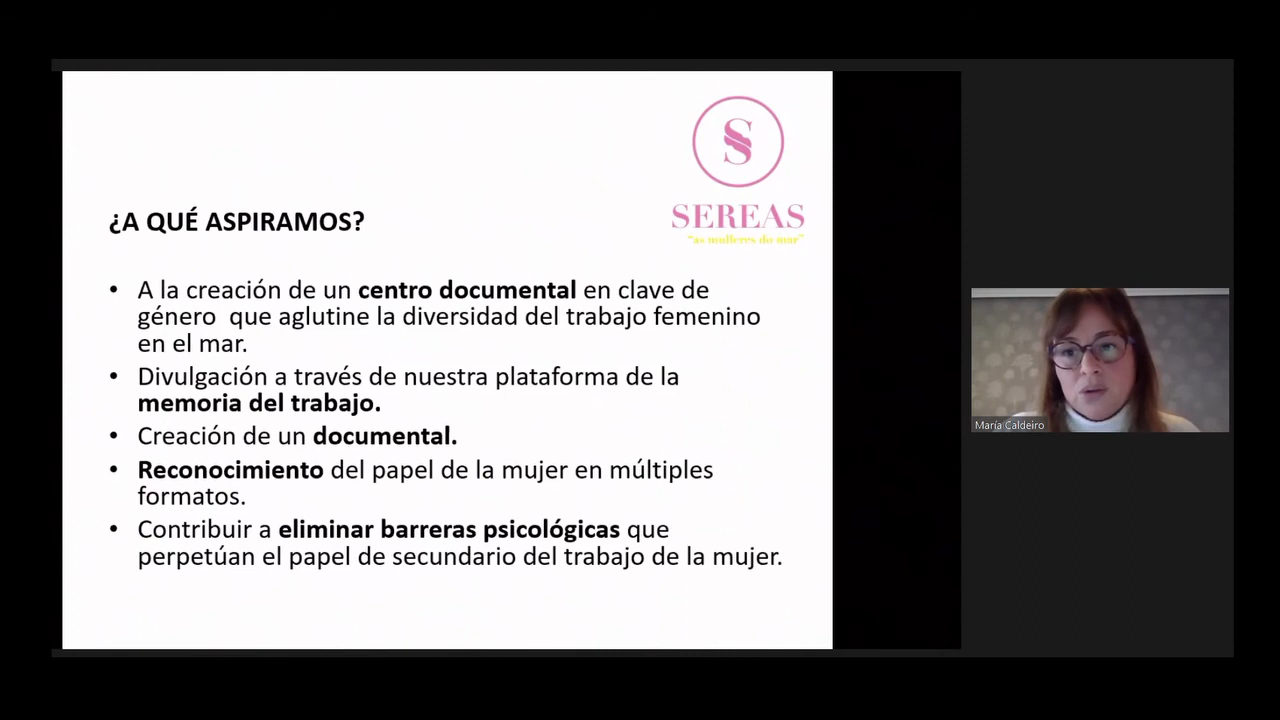 SEREAS
"as mulleres do mar"
¿A QUÉ ASPIRAMOS?
• A la creación de un centro documental en clave de
género  que aglutine la diversidad del trabajo femenino
en el mar.
• Divulgación a través de nuestra plataforma de la
memoria del trabajo.
• Creación de un documental.
• Reconocimiento del papel de la mujer en múltiples
formatos.
• Contribuir a eliminar barreras psicológicas que
perpetúan el papel de secundario del trabajo de la mujer.
María Caldeiro